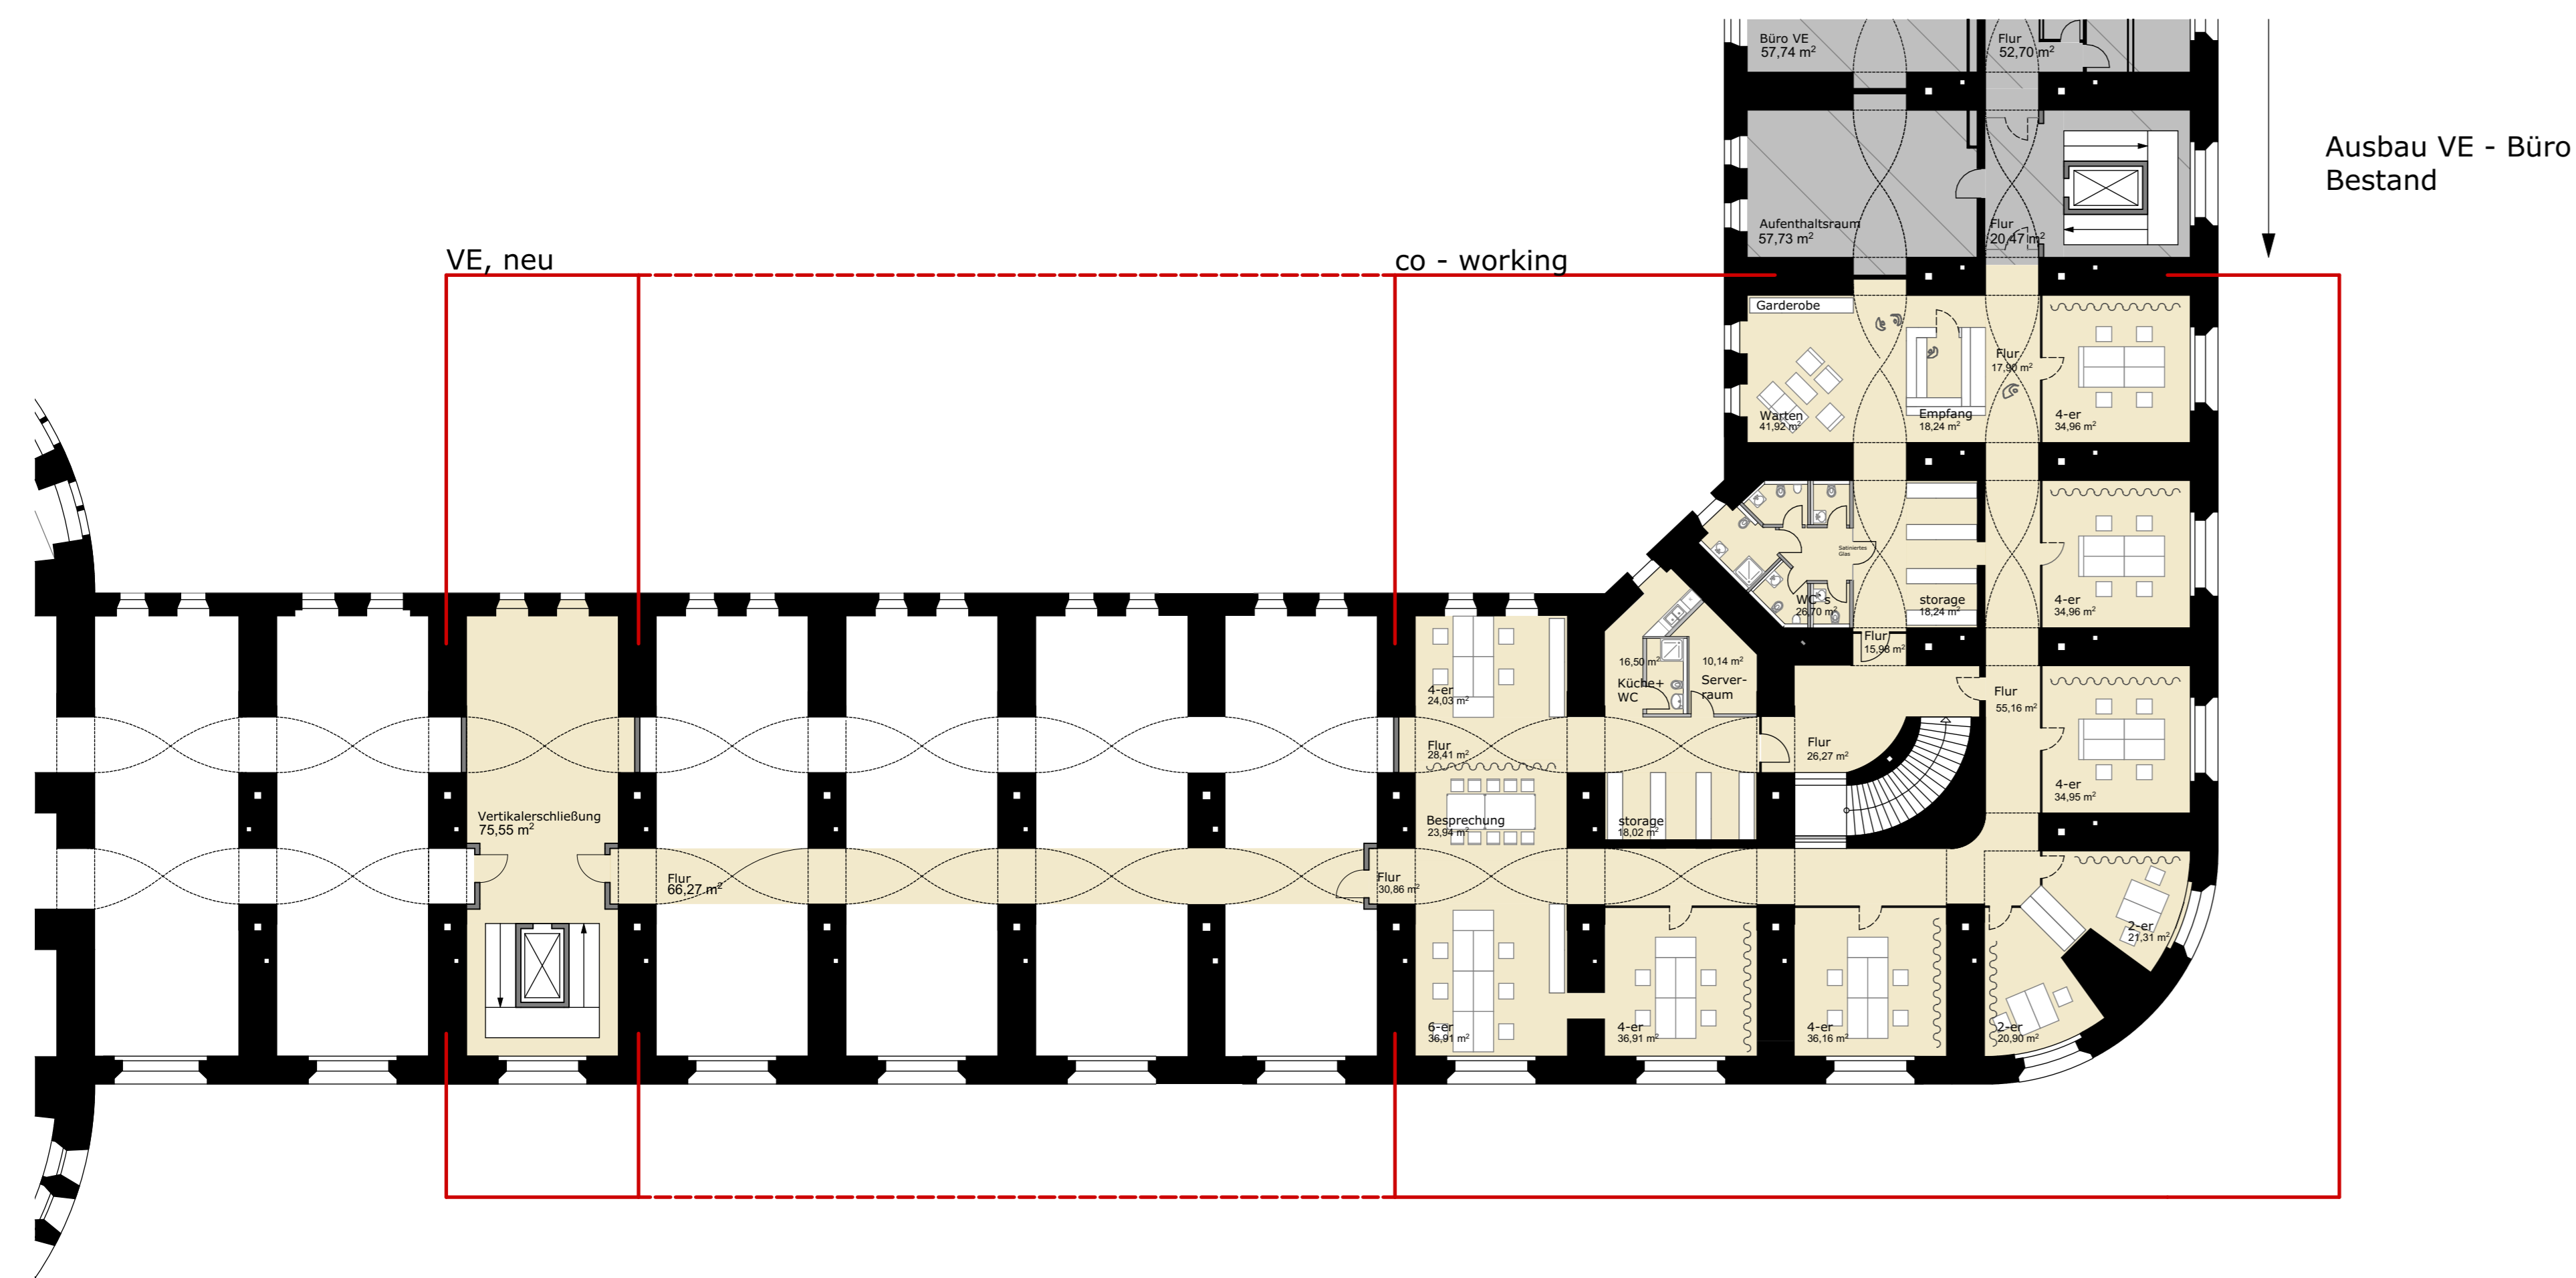 Büro VE
57,74 m²
Flur
52,70 m²
Ausbau VE - Büro
Bestand
Aufenthaltsraum
57,73 m²
Flur
20,47 m²
VE, neu
co - working
Garderobe
Warten
41,92 m²
Empfang
18,24 m²
Flur
17,90 m²
4-er
34,96 m²
Satiniertes
Glas
WC´s
26,70 m²
storage
18,24 m²
4-er
34,96 m²
Flur
15,98 m²
16,50 m²
Küche+
WC
10,14 m²
Server-
raum
4-er
24,03 m²
Flur
55,16 m²
Flur
28,41 m²
Flur
26,27 m²
4-er
34,95 m²
Vertikalerschließung
75,55 m²
Besprechung
23,94 m²
storage
18,02 m²
Flur
66,27 m²
Flur
30,86 m²
2-er
21,31 m²
6-er
36,91 m²
4-er
36,91 m²
4-er
36,16 m²
2-er
20,90 m²